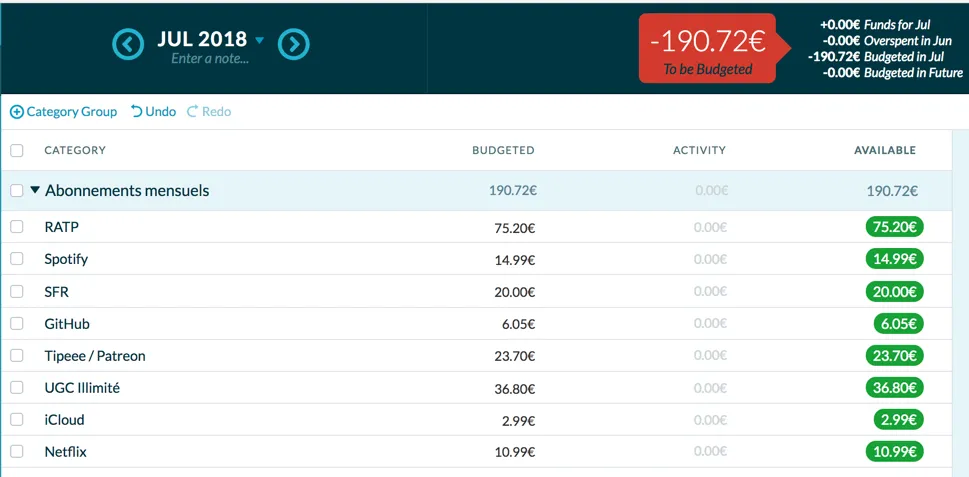 JUL 2018
Enter a note...
-190.72€
To be Budgeted
+0.00€ Funds for Jul
-0.00€ Overspent in Jun
-190.72€ Budgeted in Jul
-0.00€ Budgeted in Future
Category Group Undo Redo
CATEGORY BUDGETED ACTIVITY AVAILABLE
Abonnements mensuels 190.72€ 0.00€ 190.72€
RATP 75.20€ 0.00€ 75.20€
Spotify 14.99€ 0.00€ 14.99€
SFR 20.00€ 0.00€ 20.00€
GitHub 6.05€ 0.00€ 6.05€
Tipeee / Patreon 23.70€ 0.00€ 23.70€
UGC Illimité 36.80€ 0.00€ 36.80€
iCloud 2.99€ 0.00€ 2.99€
Netflix 10.99€ 0.00€ 10.99€